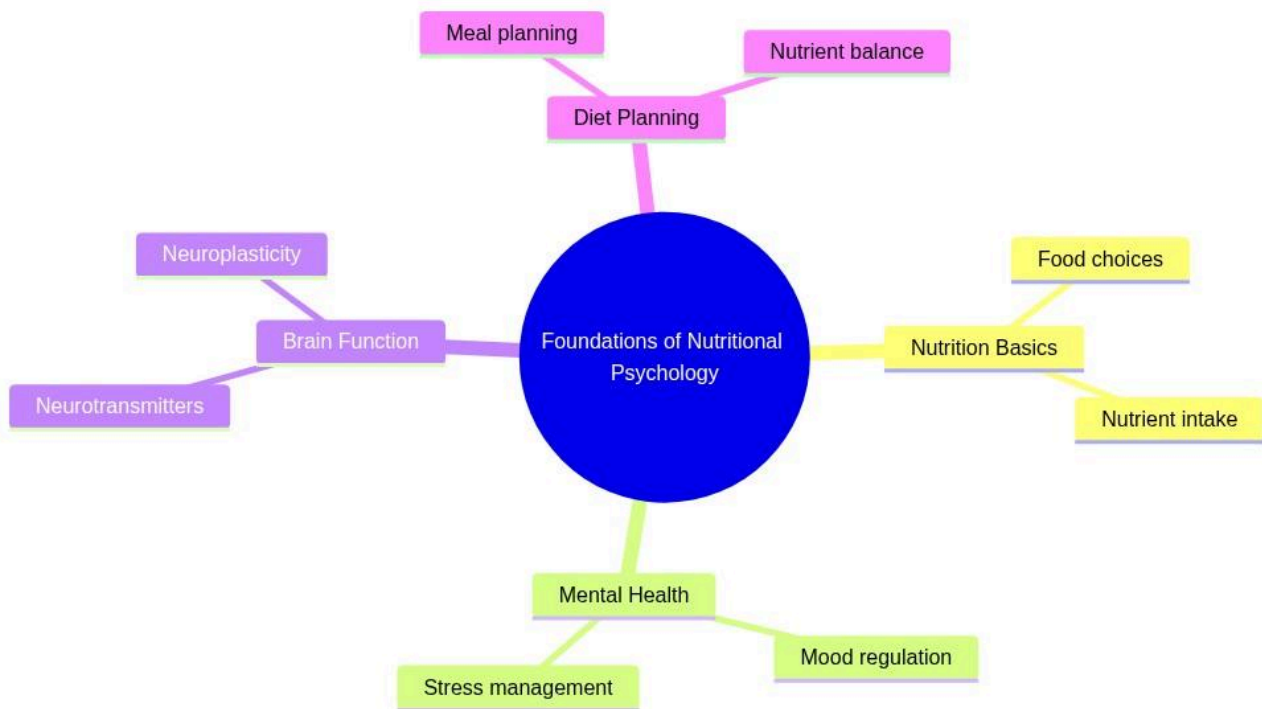 Meal planning
Nutrient balance
Diet Planning
Neuroplasticity
Food choices
Brain Function
Foundations of Nutritional
Psychology
Nutrition Basics
Neurotransmitters
Nutrient intake
Mental Health
Mood regulation
Stress management